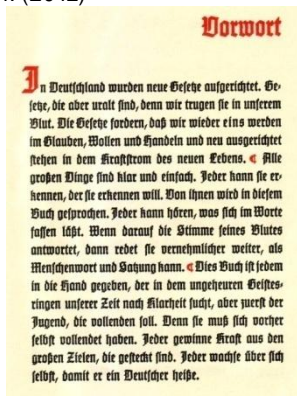 (2012)
Vorwort
In Deutschland wurden neue Gesetze aufgerichtet. Ge-
setze, die aber uralt sind, denn wir trugen sie in unserem
Blut. Die Gesetze fordern, daß wir wieder eins werden
im Glauben, Wollen und Handeln und neu ausgerichtet
stehen in dem Kraftstrom des neuen Lebens. Alle
großen Dinge sind klar und einfach. Jeder kann sie er-
kennen, der sie erkennen will. Von ihnen wird in diesem
Buch gesprochen. Jeder kann hören, was sich im Worte
fassen läßt. Wenn darauf die Stimme seines Blutes
antwortet, dann redet sie vernehmlicher weiter, als
Menschenwort und Satzung kann. Dies Buch ist jedem
in die Hand gegeben, der in dem ungeheuren Geistes-
ringen unserer Zeit nach Klarheit sucht, aber zuerst der
Jugend, die vollenden soll. Denn sie muß sich vorher
selbst vollendet haben. Jeder gewinne Kraft aus den
großen Zielen, die gesteckt sind. Jeder wachse über sich
selbst, damit er ein Deutscher heiße.